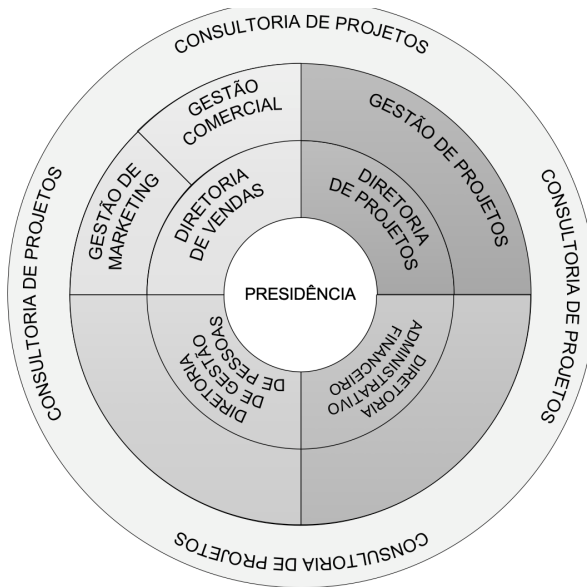 CONSULTORIA DE PROJETOS
GESTÃO
COMERCIAL
GESTÃO DE PROJETOS
GESTÃO DE
MARKETING
DIRETORIA
DE VENDAS
DIRETORIA
DE PROJETOS
CONSULTORIA DE PROJETOS
CONSULTORIA DE PROJETOS
PRESIDÊNCIA
DIRETORIA
DE GESTÃO
DE PESSOAS
DIRETORIA
ADMINISTRATIVO
FINANCEIRO
CONSULTORIA DE PROJETOS